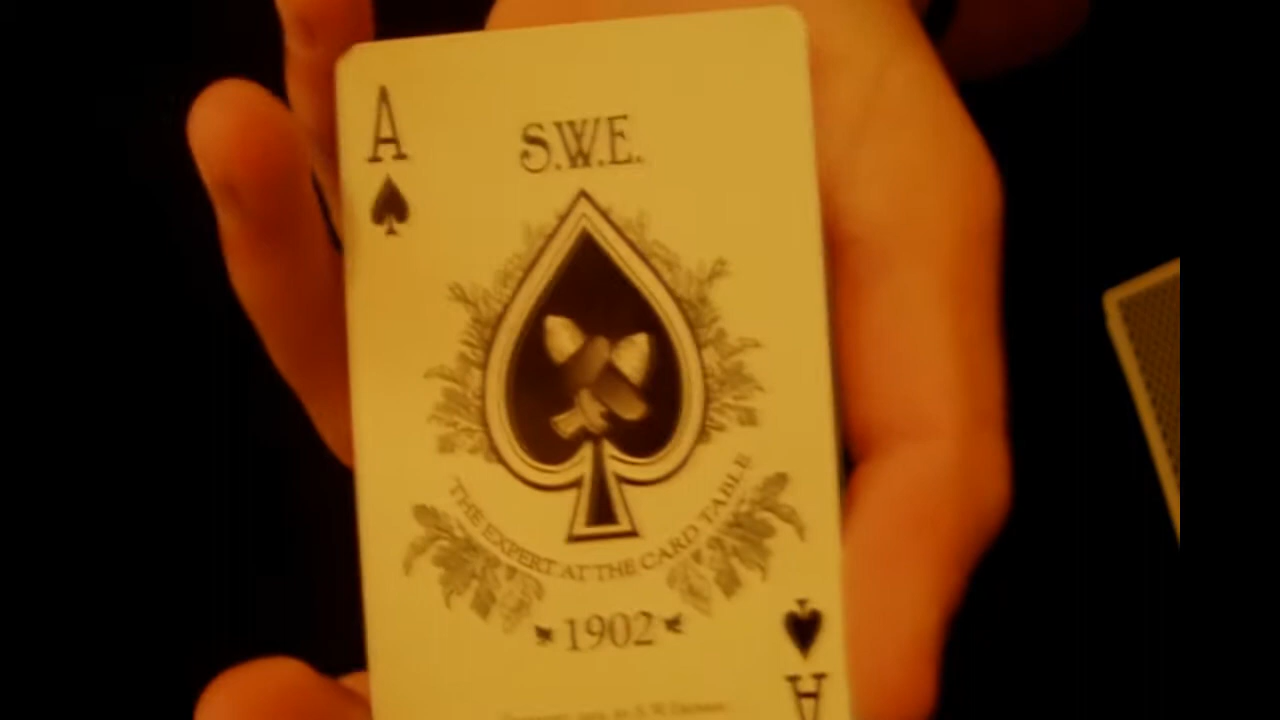 A
S.W.E.
THE EXPERT AT THE CARD TABLE
1902
A